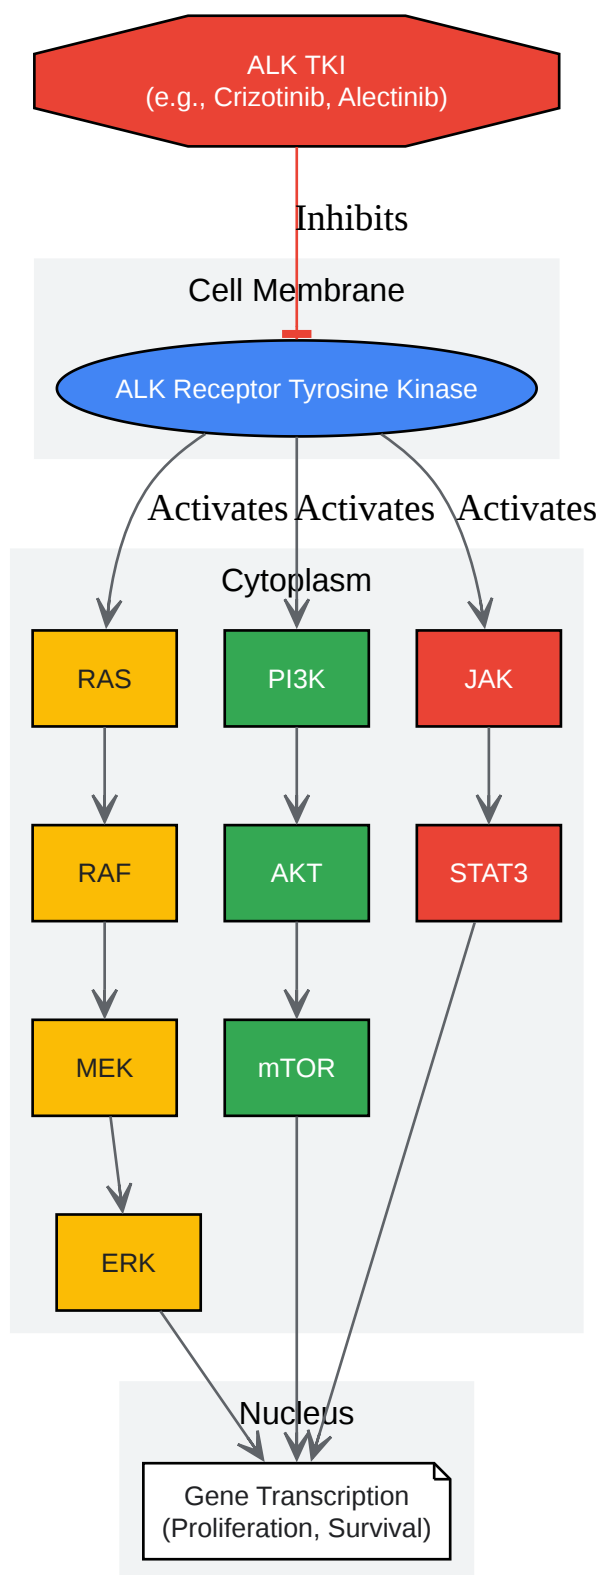 ALK TKI
(e.g., Crizotinib, Alectinib)
Inhibits
Cell Membrane
ALK Receptor Tyrosine Kinase
Activates Activates Activates
Cytoplasm
RAS PI3K JAK
RAF AKT STAT3
MEK mTOR
ERK
Nucleus
Gene Transcription
(Proliferation, Survival)